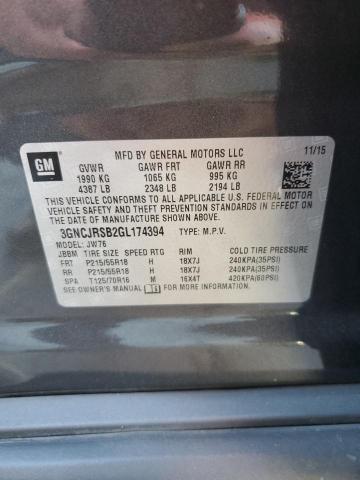 MFD BY GENERAL MOTORS LLC 11/15
GM GVWR GAWR FRT GAWR RR
1990 KG 1065 KG 995 KG
4387 LB 2348 LB 2194 LB
THIS VEHICLE CONFORMS TO ALL APPLICABLE U.S. FEDERAL MOTOR
VEHICLE SAFETY, BUMPER, AND THEFT PREVENTION STANDARDS IN EFFECT ON
THE DATE OF MANUFACTURE SHOWN ABOVE.
3GNCJRSB2GL174394 TYPE: M.P.V.
MODEL: JW76
JBBM TIRE SIZE SPEED RTG RIM COLD TIRE PRESSURE
FRT P215/55R18 H 18X7J 240KPA(35PSI)
RR P215/55R18 H 18X7J 240KPA(35PSI)
SPA T125/70R16 M 16X4T 420KPA(60PSI)
SEE OWNER'S MANUAL FOR MORE INFORMATION.